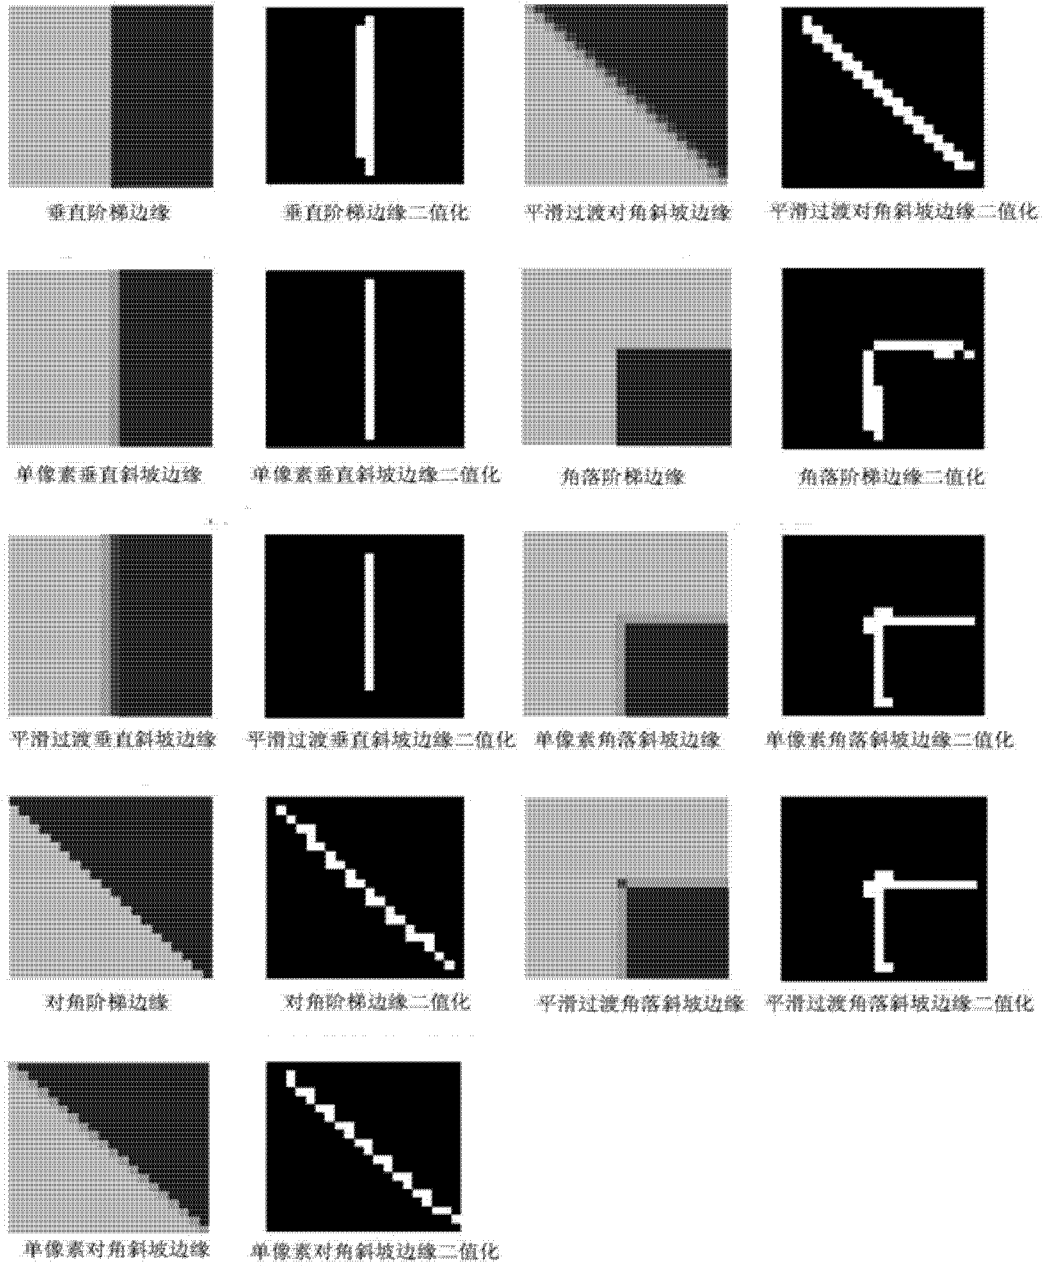 垂直阶梯边缘
垂直阶梯边缘二值化
平滑过渡对角斜坡边缘
平滑过渡对角斜坡边缘二值化
单像素垂直斜坡边缘
单像素垂直斜坡边缘二值化
角落阶梯边缘
角落阶梯边缘二值化
平滑过渡垂直斜坡边缘
平滑过渡垂直斜坡边缘二值化
单像素角落斜坡边缘
单像素角落斜坡边缘二值化
对角阶梯边缘
对角阶梯边缘二值化
平滑过渡角落斜坡边缘
平滑过渡角落斜坡边缘二值化
单像素对角斜坡边缘
单像素对角斜坡边缘二值化